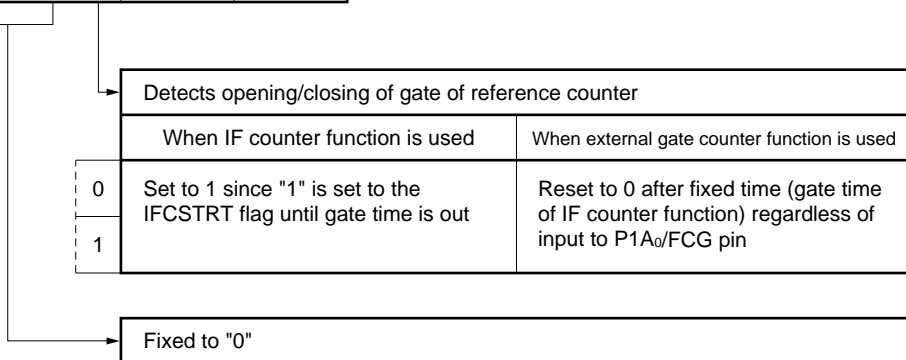 Detects opening/closing of gate of reference counter
When IF counter function is used
When external gate counter function is used
0
1
Set to 1 since "1" is set to the
IFCSTRT flag until gate time is out
Reset to 0 after fixed time (gate time
of IF counter function) regardless of
input to P1A₀/FCG pin
Fixed to "0"